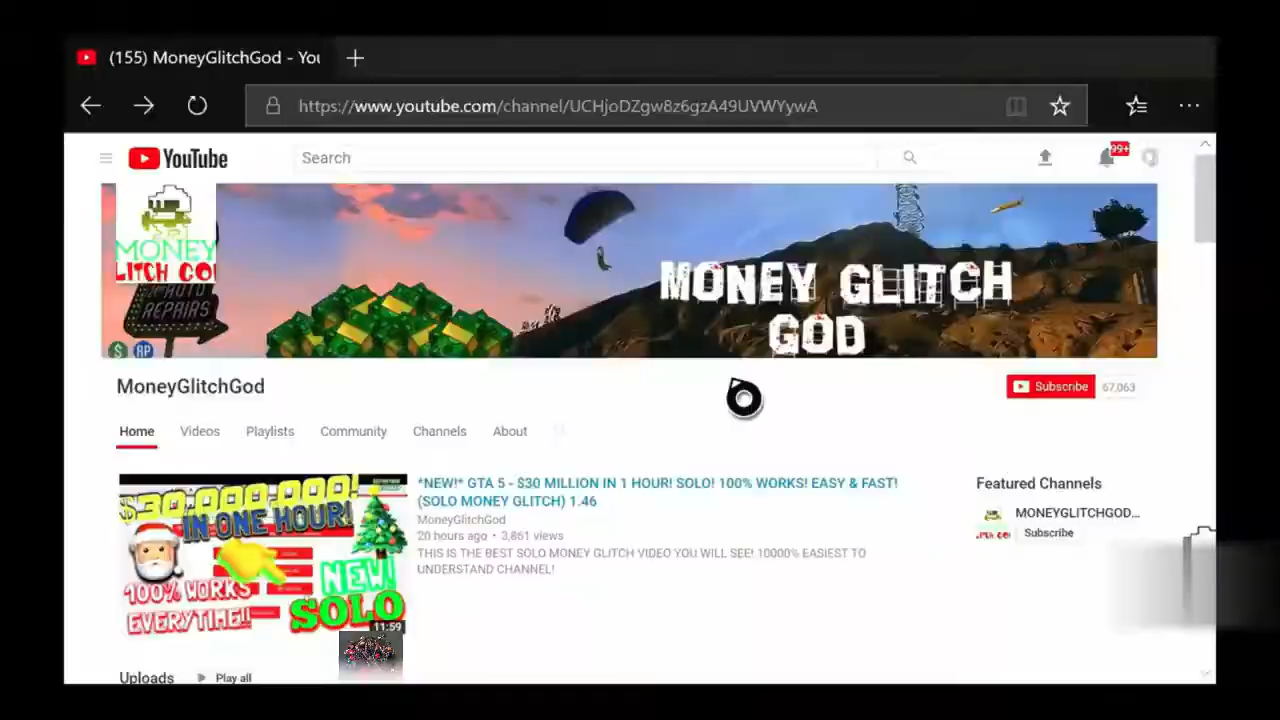 (155) MoneyGlitchGod - You
https://www.youtube.com/channel/UCHjoDZgw8z6gzA49UVWYywA
YouTube
Search
99+
MONEY
REPAIRS
$ RP
MONEY GLITCH
GOD
MoneyGlitchGod
Subscribe 67,063
Home Videos Playlists Community Channels About
$30,000,000!
IN ONE HOUR!
100% WORKS
EVERYTIME!!
NEW!
SOLO
11:59
*NEW!* GTA 5 - $30 MILLION IN 1 HOUR! SOLO! 100% WORKS! EASY & FAST!
(SOLO MONEY GLITCH) 1.46
MoneyGlitchGod
20 hours ago • 3,861 views
THIS IS THE BEST SOLO MONEY GLITCH VIDEO YOU WILL SEE! 10000% EASIEST TO
UNDERSTAND CHANNEL!
Featured Channels
MONEYGLITCHGOD...
Subscribe
Uploads Play all